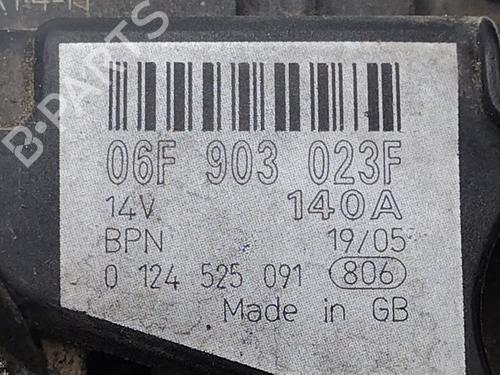 B-PARTS
06F 903 023F
14V 140A
BPN 19/05
0 124 525 091 806
Made in GB